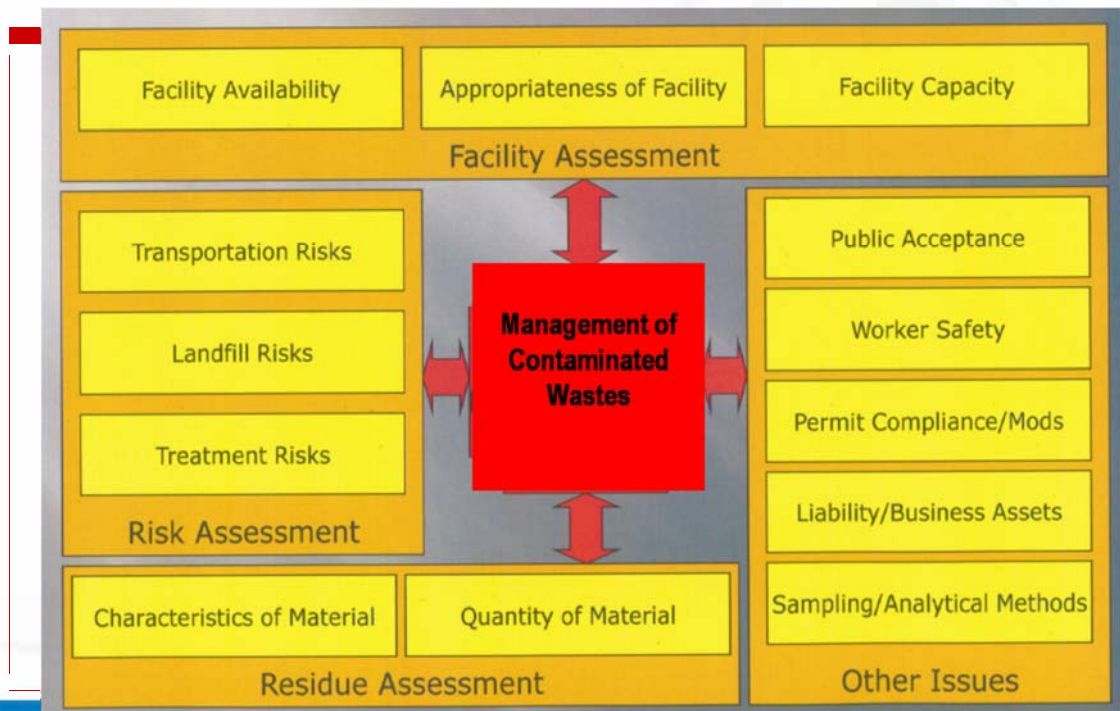 Facility Availability
Appropriateness of Facility
Facility Capacity
Facility Assessment
Transportation Risks
Landfill Risks
Treatment Risks
Risk Assessment
Management of
Contaminated
Wastes
Public Acceptance
Worker Safety
Permit Compliance/Mods
Liability/Business Assets
Sampling/Analytical Methods
Other Issues
Characteristics of Material
Quantity of Material
Residue Assessment